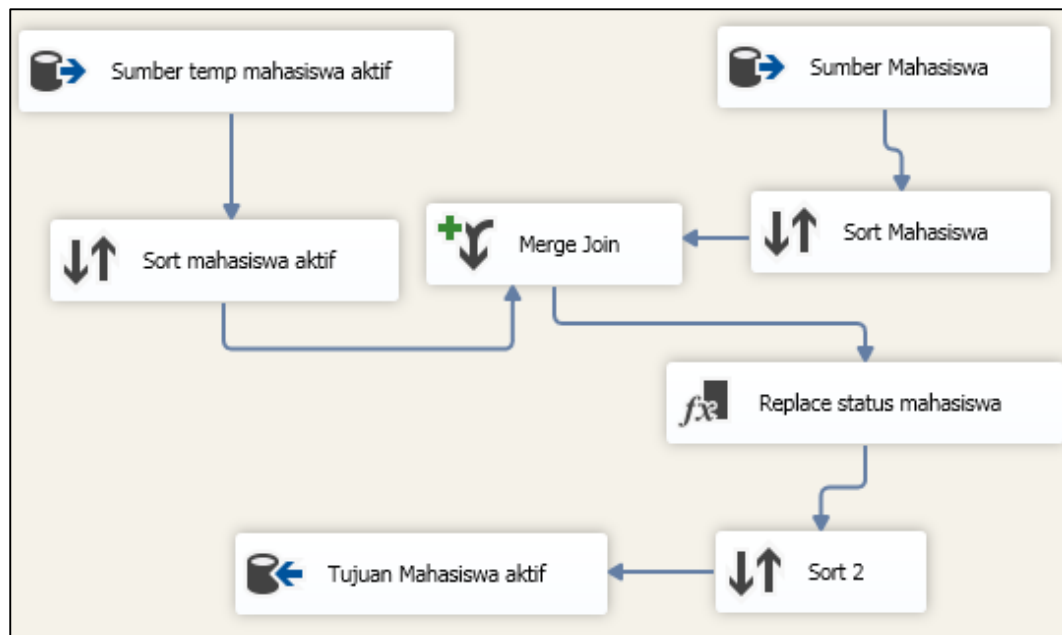 Sumber temp mahasiswa aktif
Sumber Mahasiswa
Sort mahasiswa aktif
Merge Join
Sort Mahasiswa
Replace status mahasiswa
Tujuan Mahasiswa aktif
Sort 2